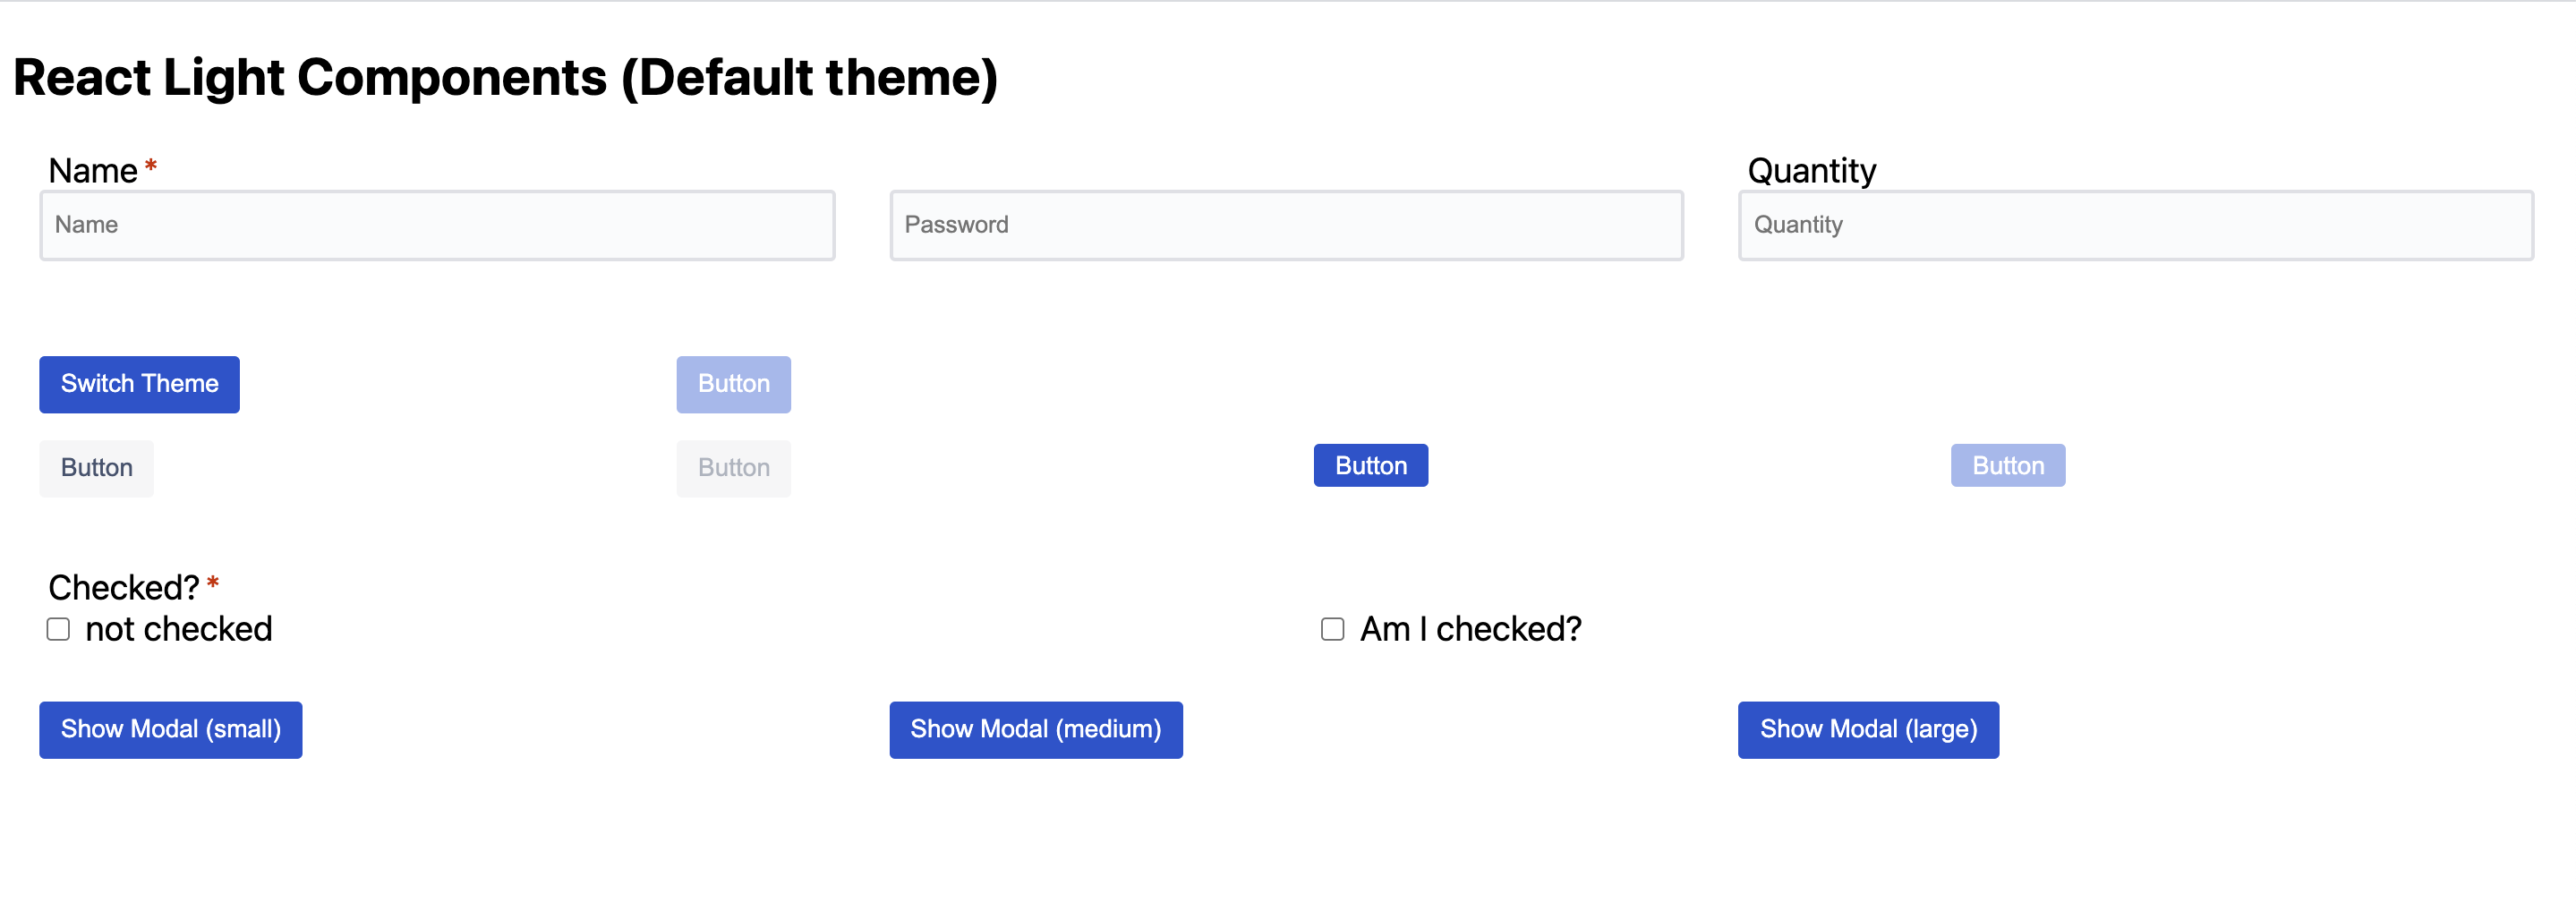 React Light Components (Default theme)
Name *
Quantity
Name
Password
Quantity
Switch Theme
Button
Button
Button
Button
Button
Checked? *
not checked
Am I checked?
Show Modal (small)
Show Modal (medium)
Show Modal (large)